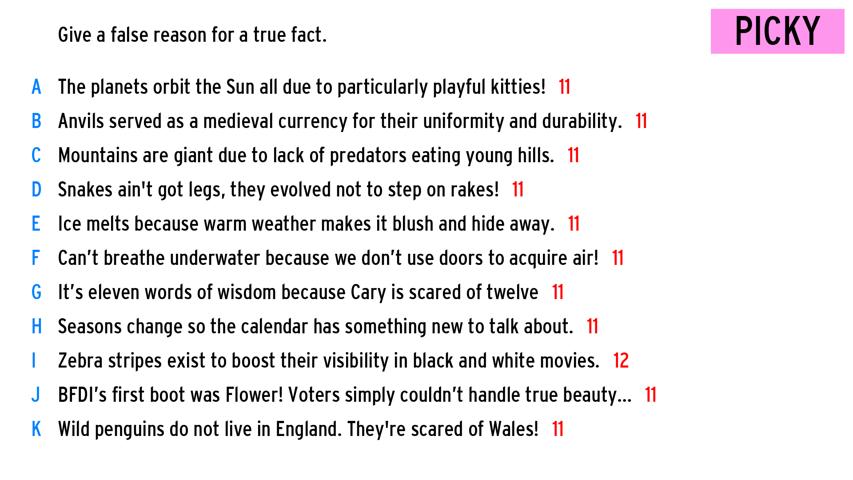 Give a false reason for a true fact.
PICKY
A The planets orbit the Sun all due to particularly playful kitties! 11
B Anvils served as a medieval currency for their uniformity and durability. 11
C Mountains are giant due to lack of predators eating young hills. 11
D Snakes ain't got legs, they evolved not to step on rakes! 11
E Ice melts because warm weather makes it blush and hide away. 11
F Can’t breathe underwater because we don’t use doors to acquire air! 11
G It’s eleven words of wisdom because Cary is scared of twelve 11
H Seasons change so the calendar has something new to talk about. 11
I Zebra stripes exist to boost their visibility in black and white movies. 12
J BFDI’s first boot was Flower! Voters simply couldn’t handle true beauty... 11
K Wild penguins do not live in England. They're scared of Wales! 11